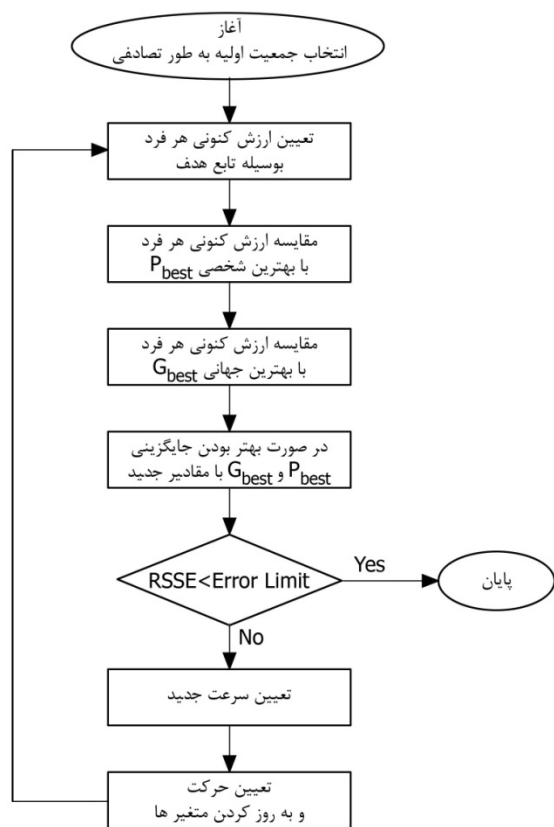 آغاز
انتخاب جمعیت اولیه به طور تصادفی
تعیین ارزش کنونی هر فرد
بوسیله تابع هدف
مقایسه ارزش کنونی هر فرد
با بهترین شخصی Pbest
مقایسه ارزش کنونی هر فرد
با بهترین جهانی Gbest
در صورت بهتر بودن جایگزینی
Pbest و Gbest با مقادیر جدید
RSSE<Error Limit
Yes
پایان
No
تعیین سرعت جدید
تعیین حرکت
و به روز کردن متغیر ها